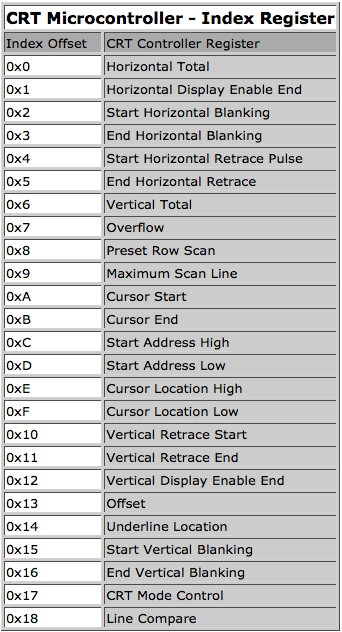 CRT Microcontroller - Index Register
Index Offset CRT Controller Register
0x0 Horizontal Total
0x1 Horizontal Display Enable End
0x2 Start Horizontal Blanking
0x3 End Horizontal Blanking
0x4 Start Horizontal Retrace Pulse
0x5 End Horizontal Retrace
0x6 Vertical Total
0x7 Overflow
0x8 Preset Row Scan
0x9 Maximum Scan Line
0xA Cursor Start
0xB Cursor End
0xC Start Address High
0xD Start Address Low
0xE Cursor Location High
0xF Cursor Location Low
0x10 Vertical Retrace Start
0x11 Vertical Retrace End
0x12 Vertical Display Enable End
0x13 Offset
0x14 Underline Location
0x15 Start Vertical Blanking
0x16 End Vertical Blanking
0x17 CRT Mode Control
0x18 Line Compare